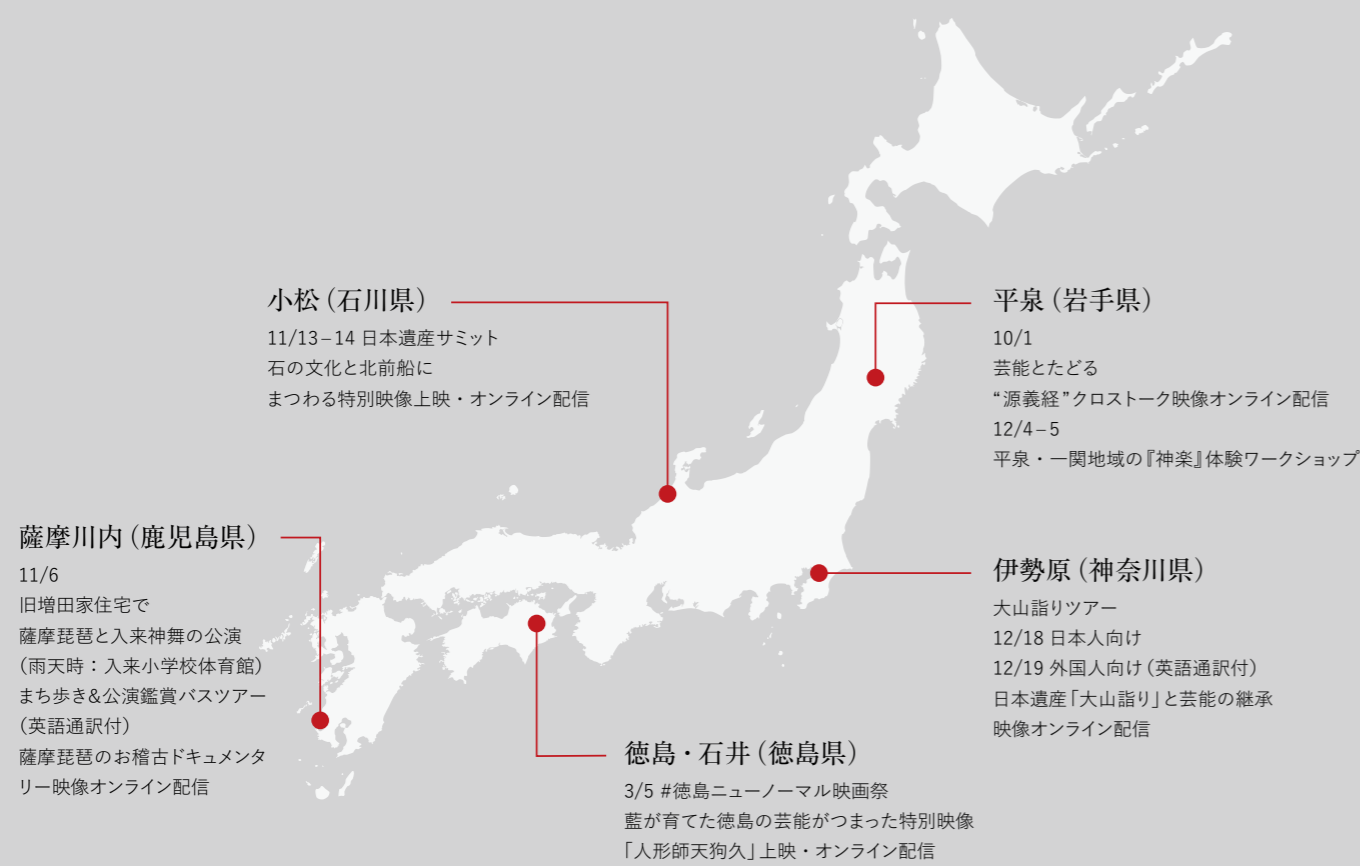 小松（石川県）
11/13–14 日本遺産サミット
石の文化と北前船に
まつわる特別映像上映・オンライン配信
平泉（岩手県）
10/1
芸能とたどる
“源義経”クロストーク映像オンライン配信
12/4–5
平泉・一関地域の『神楽』体験ワークショップ
薩摩川内（鹿児島県）
11/6
旧増田家住宅で
薩摩琵琶と入来神舞の公演
（雨天時：入来小学校体育館）
まち歩き&公演鑑賞バスツアー
（英語通訳付）
薩摩琵琶のお稽古ドキュメンタ
リー映像オンライン配信
伊勢原（神奈川県）
大山詣りツアー
12/18 日本人向け
12/19 外国人向け（英語通訳付）
日本遺産「大山詣り」と芸能の継承
映像オンライン配信
徳島・石井（徳島県）
3/5 #徳島ニューノーマル映画祭
藍が育てた徳島の芸能がつまった特別映像
「人形師天狗久」上映・オンライン配信